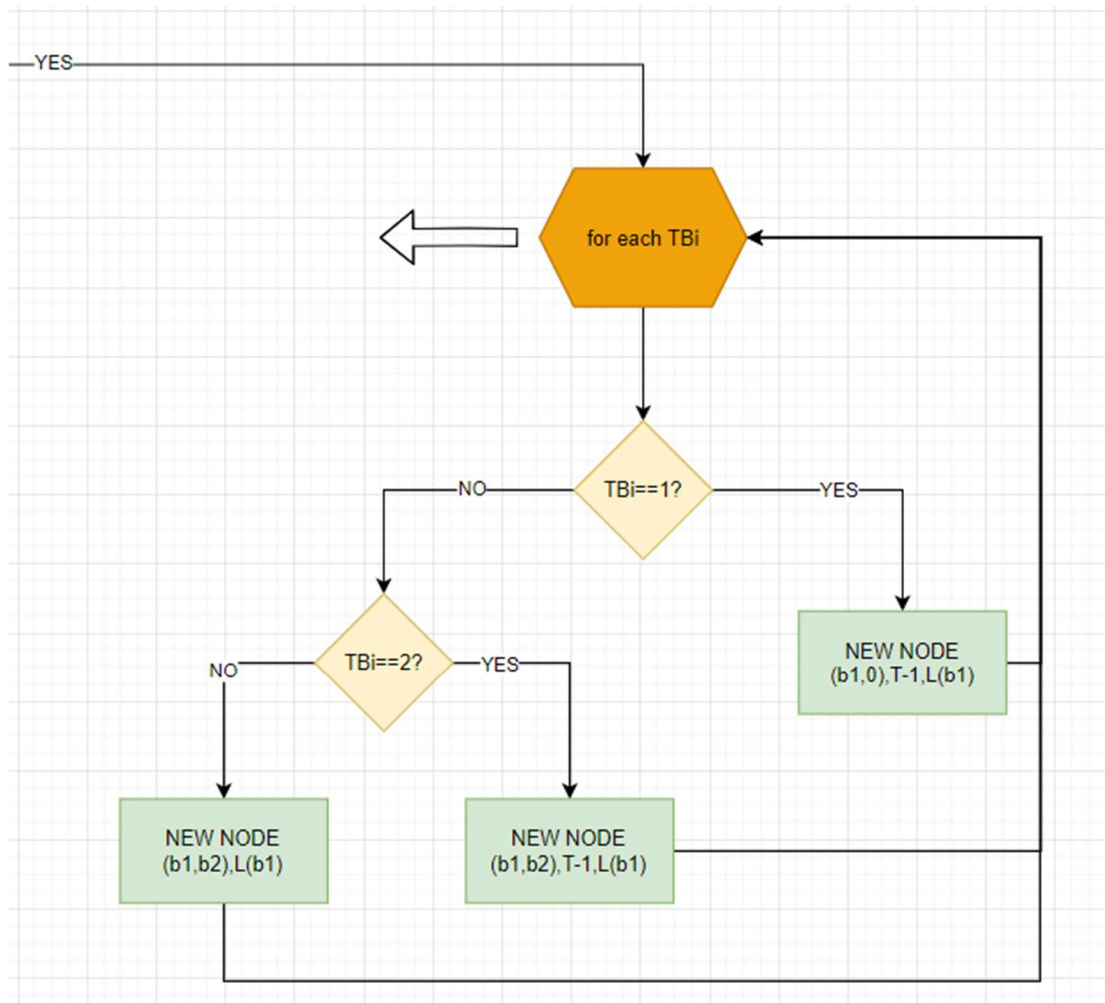 YES
for each TBi
NO
TBi==1?
YES
NO
TBi==2?
YES
NEW NODE
(b1,0),T-1,L(b1)
NEW NODE
(b1,b2),L(b1)
NEW NODE
(b1,b2),T-1,L(b1)